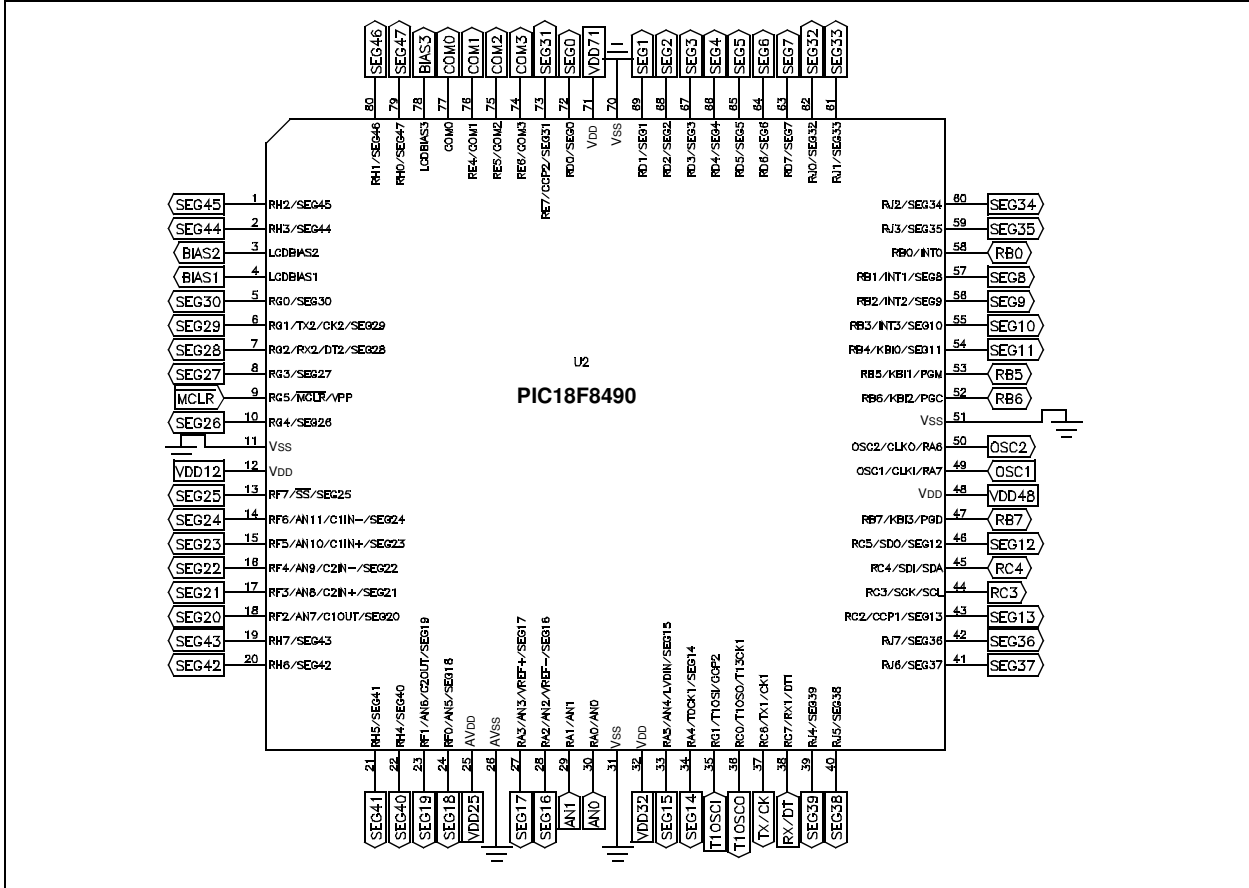 SEG46 SEG47 BIAS3 COM0 COM1 COM2 COM3 SEG31 SEG0 VDD71 SEG1 SEG2 SEG3 SEG4 SEG5 SEG6 SEG7 SEG32 SEG33
80 79 78 77 76 75 74 73 72 71 70 69 68 67 66 65 64 63 62 61
RH1/SEG46 RH0/SEG47 LCDBIAS3 COM0 RE4/COM1 RE5/COM2 RE6/COM3 RE7/CCP2/SEG31 RD0/SEG0 VDD VSS RD1/SEG1 RD2/SEG2 RD3/SEG3 RD4/SEG4 RD5/SEG5 RD6/SEG6 RD7/SEG7 RJ0/SEG32 RJ1/SEG33
SEG45 1 RH2/SEG45
SEG44 2 RH3/SEG44
BIAS2 3 LCDBIAS2
BIAS1 4 LCDBIAS1
SEG30 5 RG0/SEG30
SEG29 6 RG1/TX2/CK2/SEG29
SEG28 7 RG2/RX2/DT2/SEG28
SEG27 8 RG3/SEG27
MCLR 9 RG5/MCLR/VPP
SEG26 10 RG4/SEG26
11 VSS
VDD12 12 VDD
SEG25 13 RF7/SS/SEG25
SEG24 14 RF6/AN11/C1IN-/SEG24
SEG23 15 RF5/AN10/C1IN+/SEG23
SEG22 16 RF4/AN9/C2IN-/SEG22
SEG21 17 RF3/AN8/C2IN+/SEG21
SEG20 18 RF2/AN7/C1OUT/SEG20
SEG43 19 RH7/SEG43
SEG42 20 RH6/SEG42
U2
PIC18F8490
RJ2/SEG34 60 SEG34
RJ3/SEG35 59 SEG35
RB0/INT0 58 RB0
RB1/INT1/SEG8 57 SEG8
RB2/INT2/SEG9 56 SEG9
RB3/INT3/SEG10 55 SEG10
RB4/KBI0/SEG11 54 SEG11
RB5/KBI1/PGM 53 RB5
RB6/KBI2/PGC 52 RB6
VSS 51
OSC2/CLKO/RA6 50 OSC2
OSC1/CLKI/RA7 49 OSC1
VDD 48 VDD48
RB7/KBI3/PGD 47 RB7
RC5/SDO/SEG12 46 SEG12
RC4/SDI/SDA 45 RC4
RC3/SCK/SCL 44 RC3
RC2/CCP1/SEG13 43 SEG13
RJ7/SEG36 42 SEG36
RJ6/SEG37 41 SEG37
RH5/SEG41 RH4/SEG40 RF1/AN6/C2OUT/SEG19 RF0/AN5/SEG18 AVDD AVSS RA3/AN3/VREF+/SEG17 RA2/AN2/VREF-/SEG16 RA1/AN1 RA0/AN0 VSS VDD RA5/AN4/LVDIN/SEG15 RA4/T0CK1/SEG14 RC1/T1OSI/CCP2 RC0/T1OSO/T13CK1 RC6/TX1/CK1 RC7/RX1/DT1 RJ4/SEG39 RJ5/SEG38
21 22 23 24 25 26 27 28 29 30 31 32 33 34 35 36 37 38 39 40
SEG41 SEG40 SEG19 SEG18 VDD25 SEG17 SEG16 AN1 AN0 VDD32 SEG15 SEG14 T1OSCI T1OSCO TX/CK RX/DT SEG39 SEG38